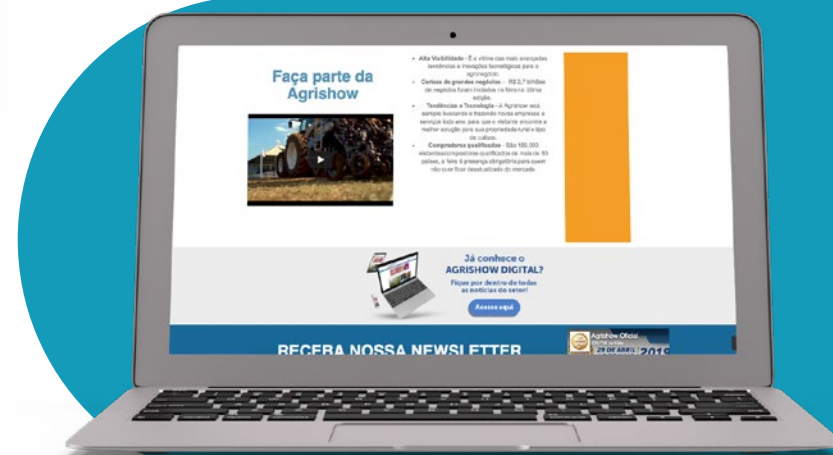 Faça parte da
Agrishow
Alta Visibilidade - É a vitrine das mais avançadas
tendências e inovações tecnológicas para o
agronegócio.
Certeza de grandes negócios - R$ 2,7 bilhões
de negócios foram iniciados na feira na última
edição.
Tendências e Tecnologia - A Agrishow está
sempre buscando e trazendo novas empresas e
serviços todo ano, para que o visitante encontre a
melhor solução para sua propriedade rural e tipo
de cultura.
Compradores qualificados - São
visitantes/compradores qualificados de mais de
países, a feira é presença obrigatória para quem
não quer ficar desatualizado do mercado
Já conhece o
AGRISHOW DIGITAL?
Fique por dentro de todas
as notícias do setor!
Acesse aqui
RECEBA NOSSA NEWSLETTER
Agrishow Oficial
29 DE ABRIL 2019